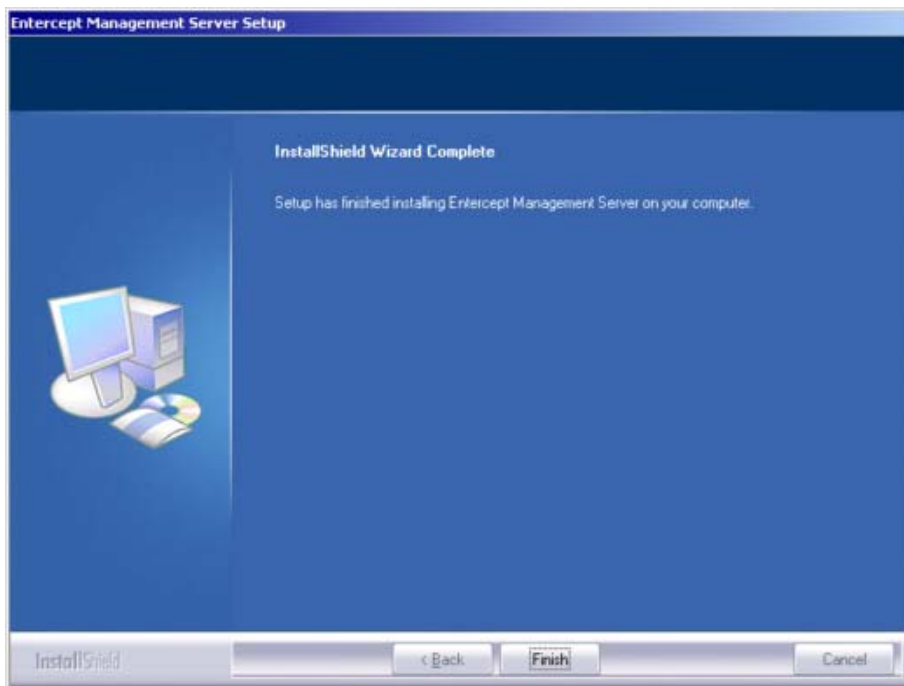 Entercept Management Server Setup
InstallShield Wizard Complete
Setup has finished installing Entercept Management Server on your computer.
InstallShield
< Back
Finish
Cancel